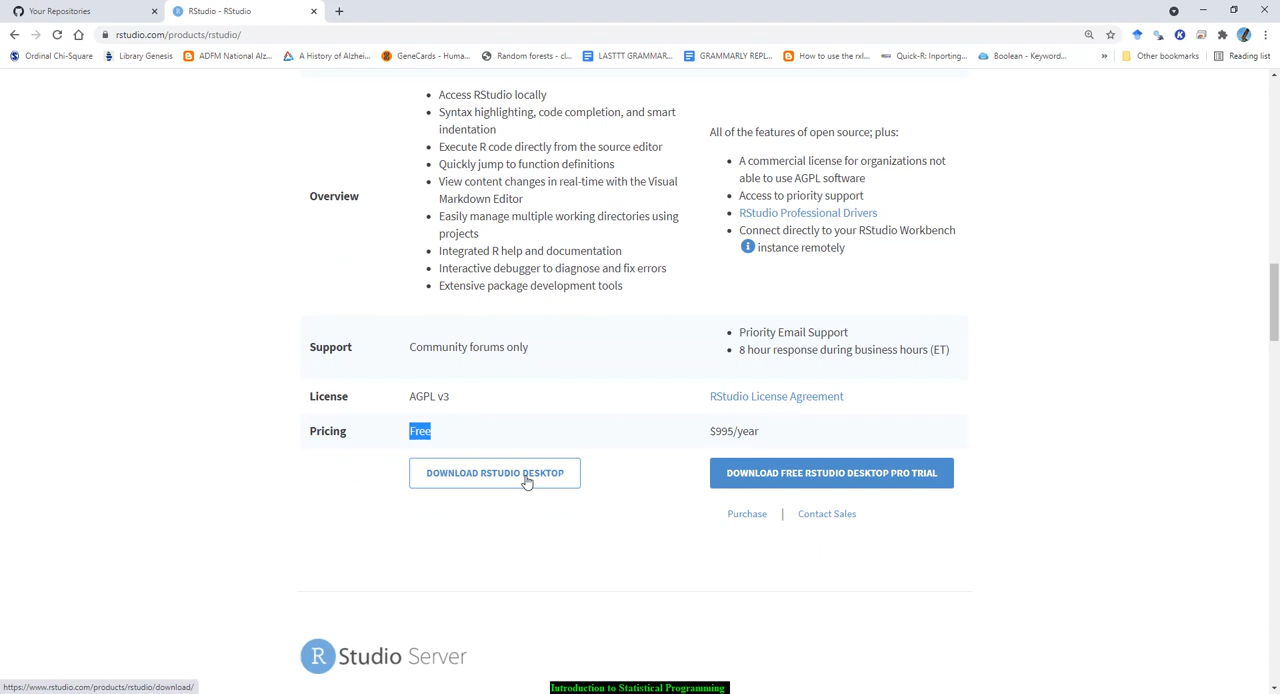 Your Repositories
RStudio - RStudio
rstudio.com/products/rstudio/
Ordinal Chi-Square
Library Genesis
ADFM National Alz...
A History of Alzhei...
GeneCards - Huma...
Random forests - cl...
LASTTT GRAMMAR...
GRAMMARLY REPL...
How to use the rxl...
Quick-R: Inporting...
Boolean - Keyword...
»
Other bookmarks
Reading list
Overview
• Access RStudio locally
• Syntax highlighting, code completion, and smart
indentation
• Execute R code directly from the source editor
• Quickly jump to function definitions
• View content changes in real-time with the Visual
Markdown Editor
• Easily manage multiple working directories using
projects
• Integrated R help and documentation
• Interactive debugger to diagnose and fix errors
• Extensive package development tools
All of the features of open source; plus:
• A commercial license for organizations not
able to use AGPL software
• Access to priority support
• RStudio Professional Drivers
• Connect directly to your RStudio Workbench
i instance remotely
Support
Community forums only
• Priority Email Support
• 8 hour response during business hours (ET)
License
AGPL v3
RStudio License Agreement
Pricing
Free
$995/year
DOWNLOAD RSTUDIO DESKTOP
DOWNLOAD FREE RSTUDIO DESKTOP PRO TRIAL
Purchase | Contact Sales
R Studio Server
https://www.rstudio.com/products/rstudio/download/
Introduction to Statistical Programming